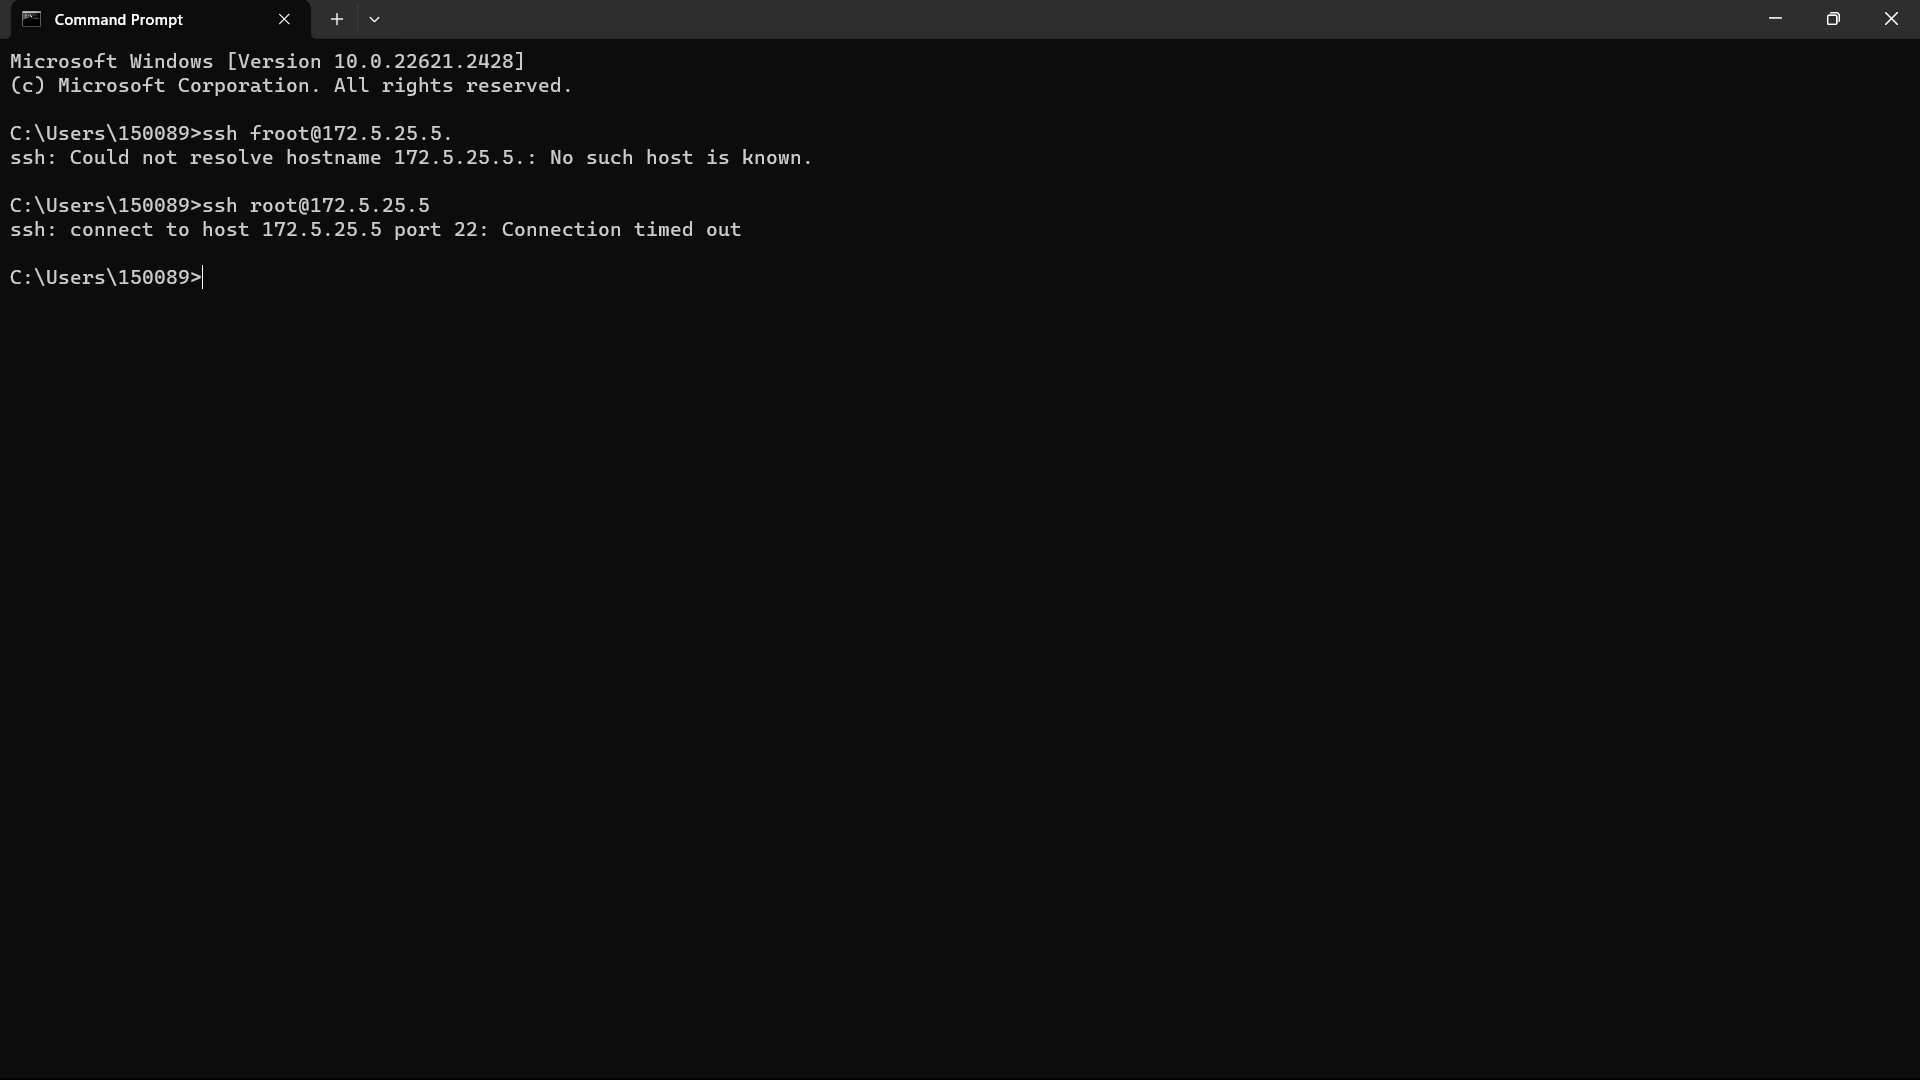 Command Prompt
Microsoft Windows [Version 10.0.22621.2428]
(c) Microsoft Corporation. All rights reserved.
C:\Users\150089>ssh froot@172.5.25.5.
ssh: Could not resolve hostname 172.5.25.5.: No such host is known.
C:\Users\150089>ssh root@172.5.25.5
ssh: connect to host 172.5.25.5 port 22: Connection timed out
C:\Users\150089>